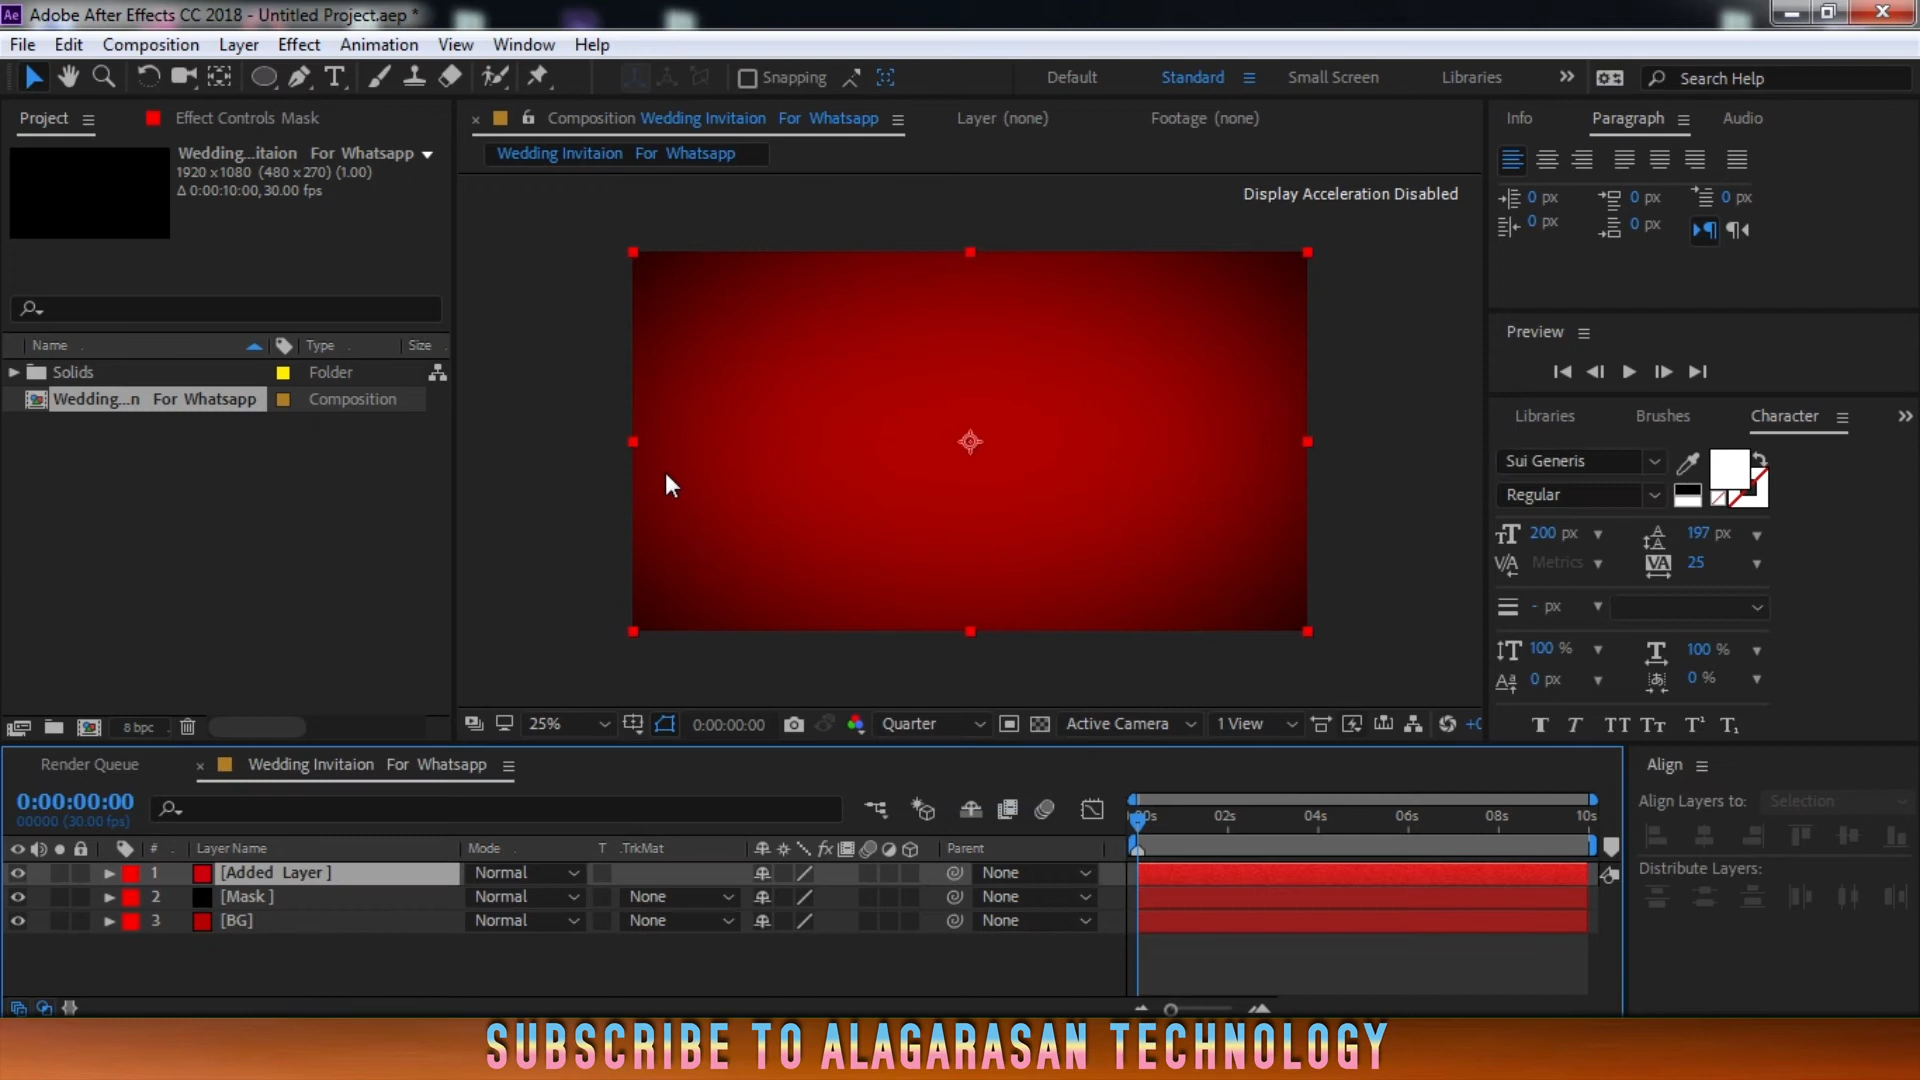 Adobe After Effects CC 2018 - Untitled Project.aep *
File Edit Composition Layer Effect Animation View Window Help
Snapping Default Standard Small Screen Libraries Search Help
Project Effect Controls Mask
Wedding...itaion For Whatsapp
1920 x 1080 (480 x 270) (1.00)
Δ 0:00:10:00, 30.00 fps
Name Type Size
Solids Folder
Wedding...n For Whatsapp Composition
8 bpc
Composition Wedding Invitaion For Whatsapp Layer (none) Footage (none)
Wedding Invitaion For Whatsapp
Display Acceleration Disabled
25% 0:00:00:00 Quarter Active Camera 1 View +0
Info Paragraph Audio
0 px 0 px 0 px
0 px 0 px
Preview
Libraries Brushes Character
Sui Generis
Regular
200 px 197 px
Metrics 25
- px
100 % 100 %
0 px 0 %
Render Queue Wedding Invitaion For Whatsapp
0:00:00:00
00000 (30.00 fps)
02s 04s 06s 08s 10s
# Layer Name Mode T .TrkMat Parent
1 [Added Layer ] Normal None
2 [Mask ] Normal None None
3 [BG] Normal None None
Align
Align Layers to: Selection
Distribute Layers:
SUBSCRIBE TO ALAGARASAN TECHNOLOGY